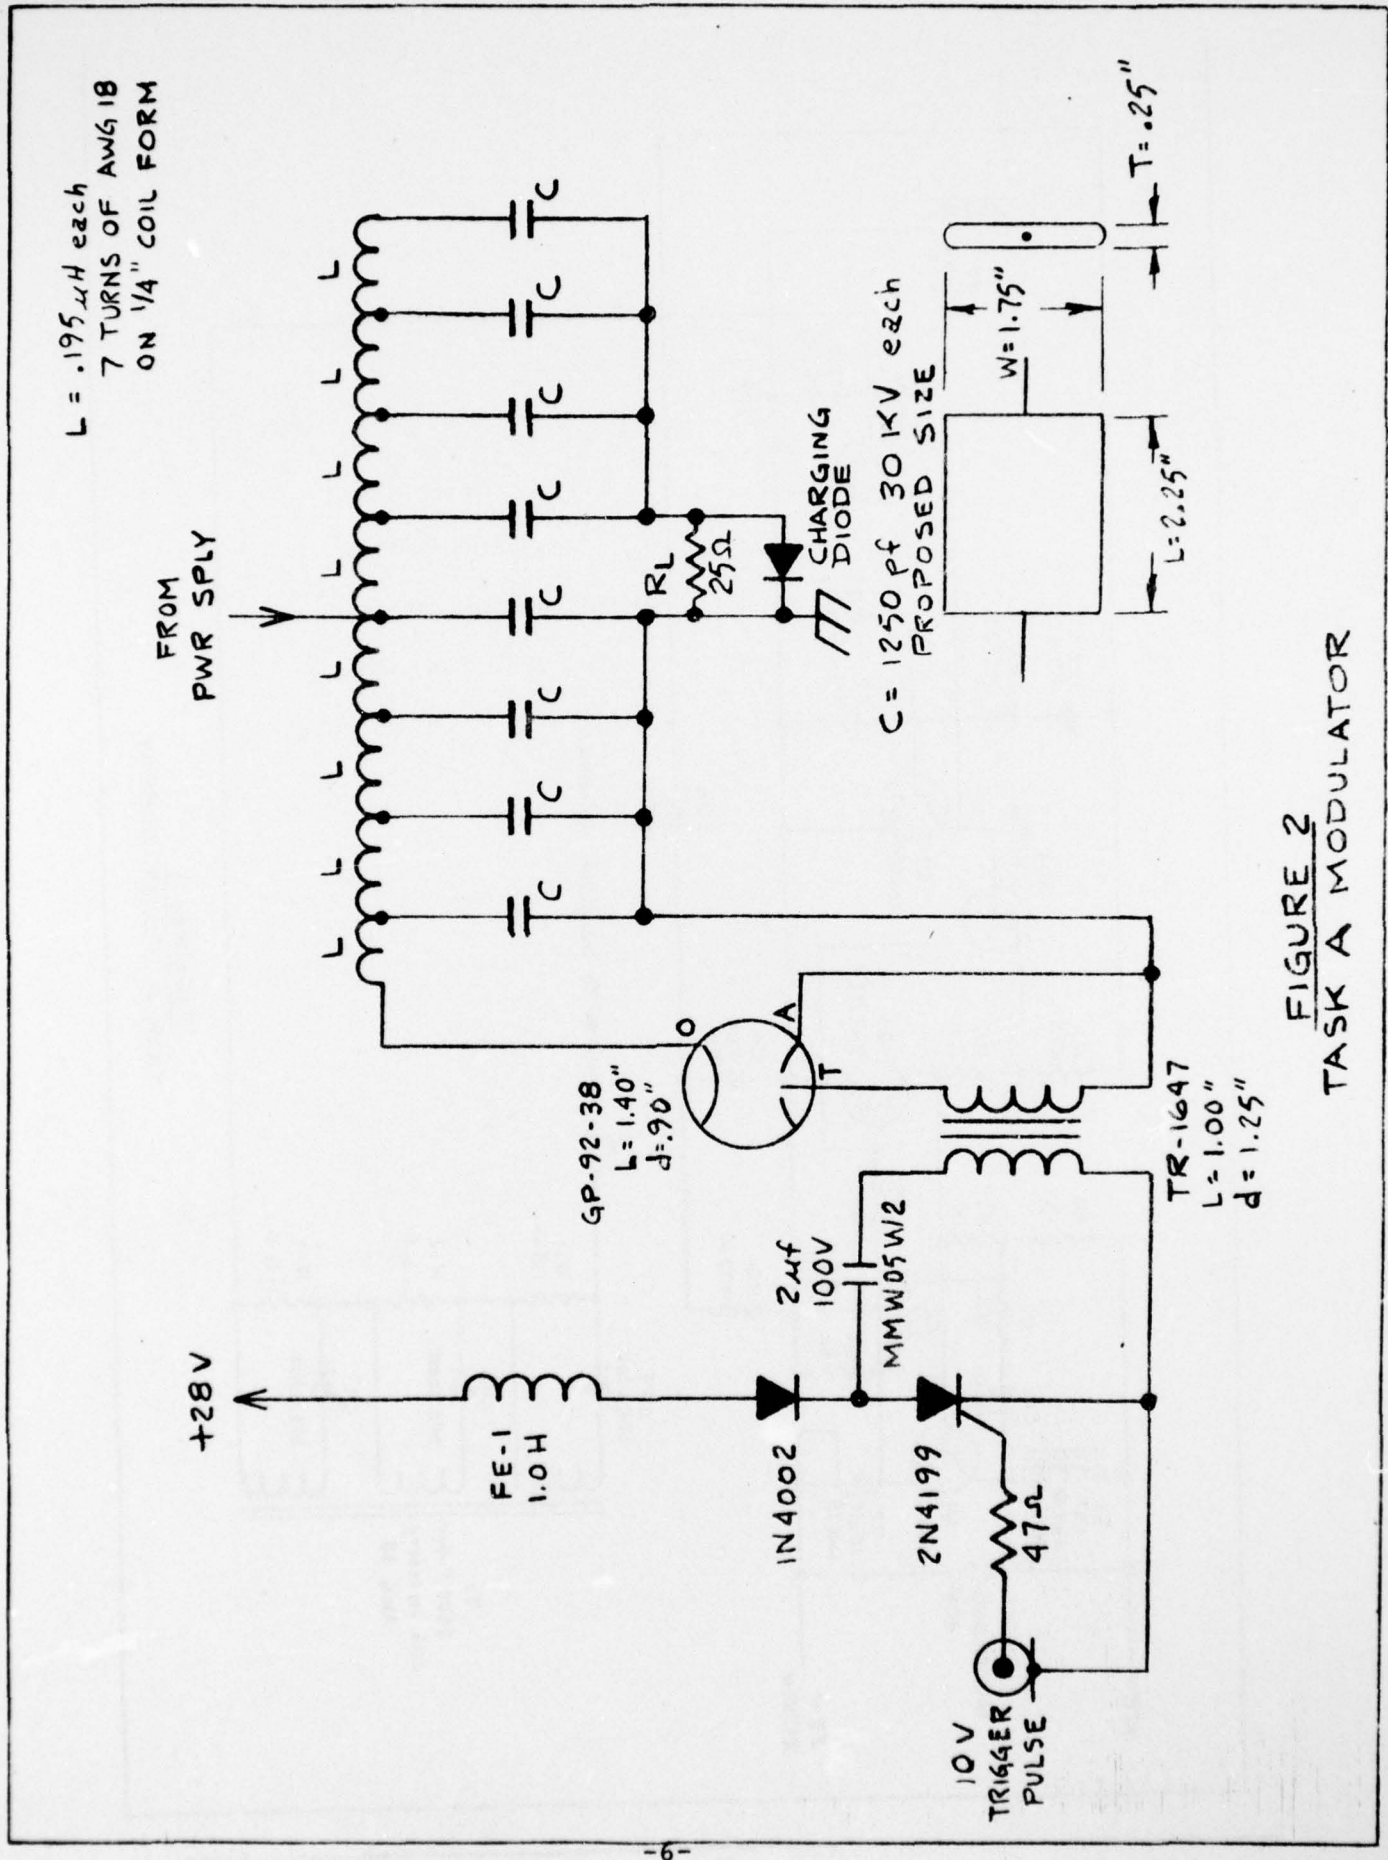 L = .195 μH each
7 TURNS OF AWG 18
ON 1/4" COIL FORM
FROM
PWR SPLY
L
L
L
L
L
L
L
L
C
C
C
C
C
C
C
C
+28V
FE-1
1.0H
GP-92-38
L = 1.40"
d = .90"
O
A
T
RL
25Ω
CHARGING
DIODE
1N4002
2μf
100V
MMW05W12
2N4199
47Ω
10V
TRIGGER
PULSE
TR-1647
L = 1.00"
d = 1.25"
C = 1250 pf 30 KV each
PROPOSED SIZE
W = 1.75"
L = 2.25"
T = .25"
FIGURE 2
TASK A MODULATOR
-6-